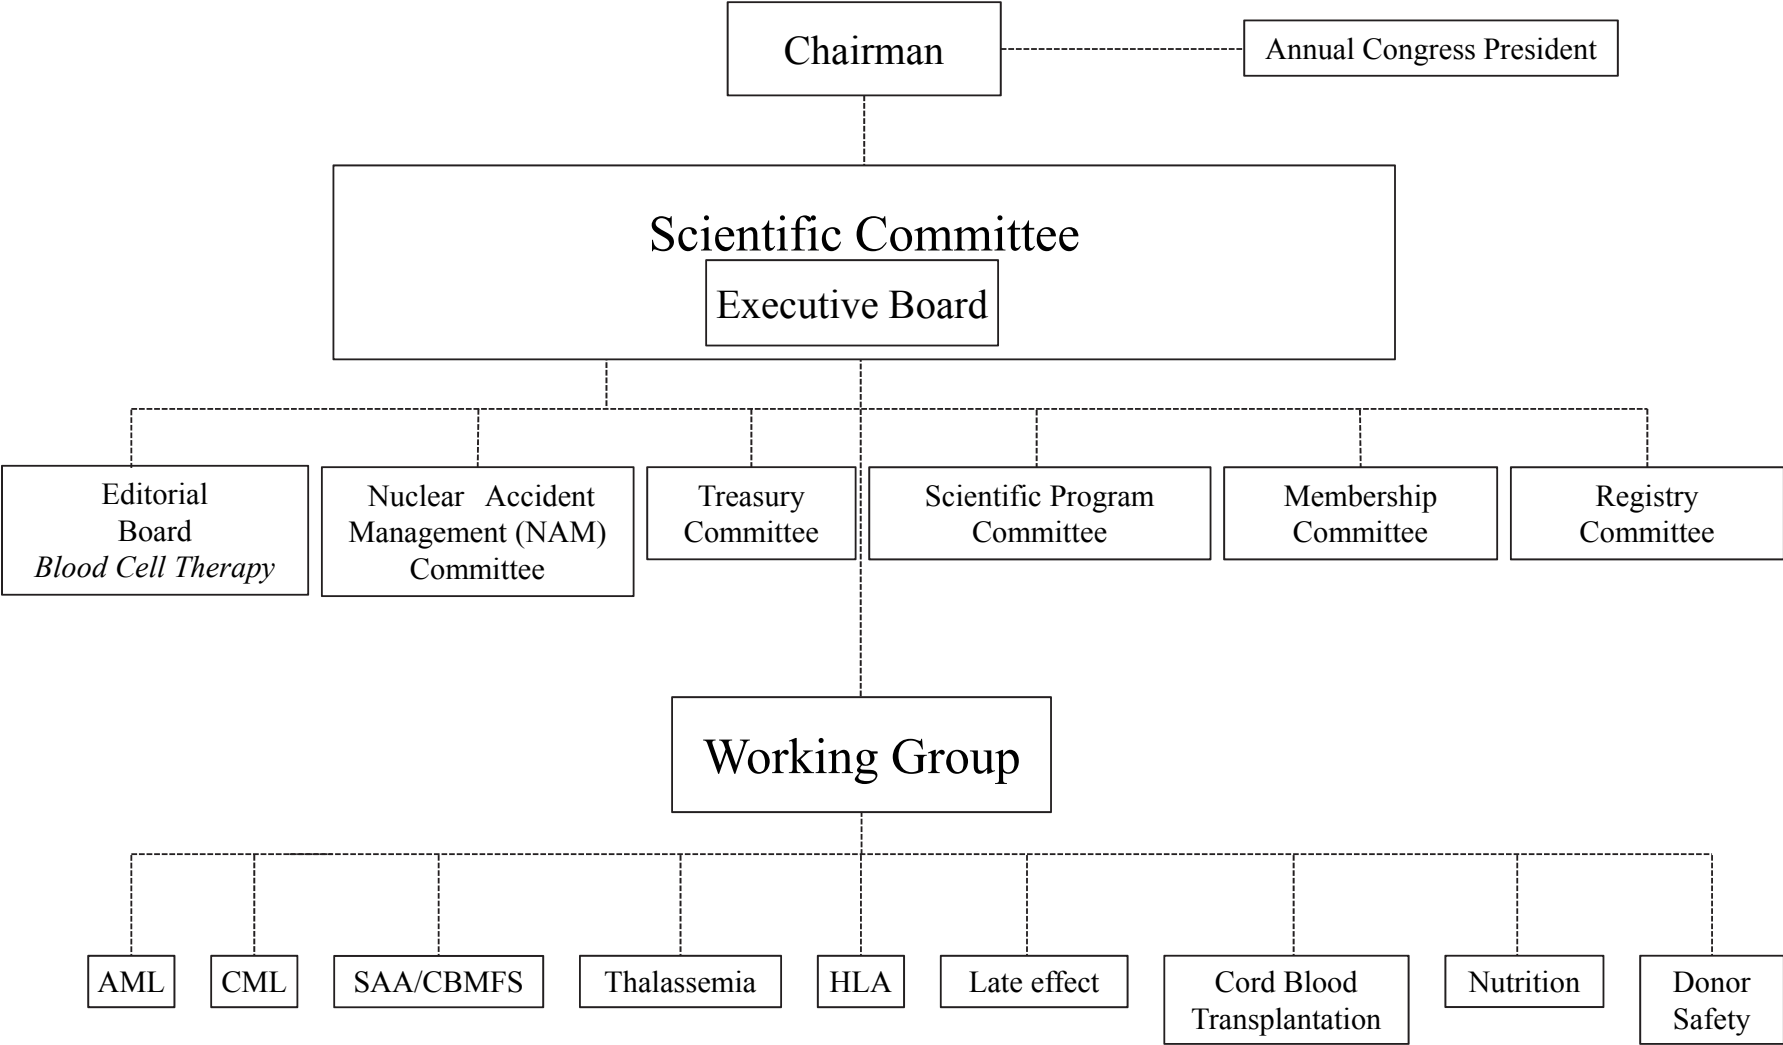 Chairman
Annual Congress President
Scientific Committee
Executive Board
Editorial
Board
Blood Cell Therapy
Nuclear Accident
Management (NAM)
Committee
Treasury
Committee
Scientific Program
Committee
Membership
Committee
Registry
Committee
Working Group
AML
CML
SAA/CBMFS
Thalassemia
HLA
Late effect
Cord Blood
Transplantation
Nutrition
Donor
Safety